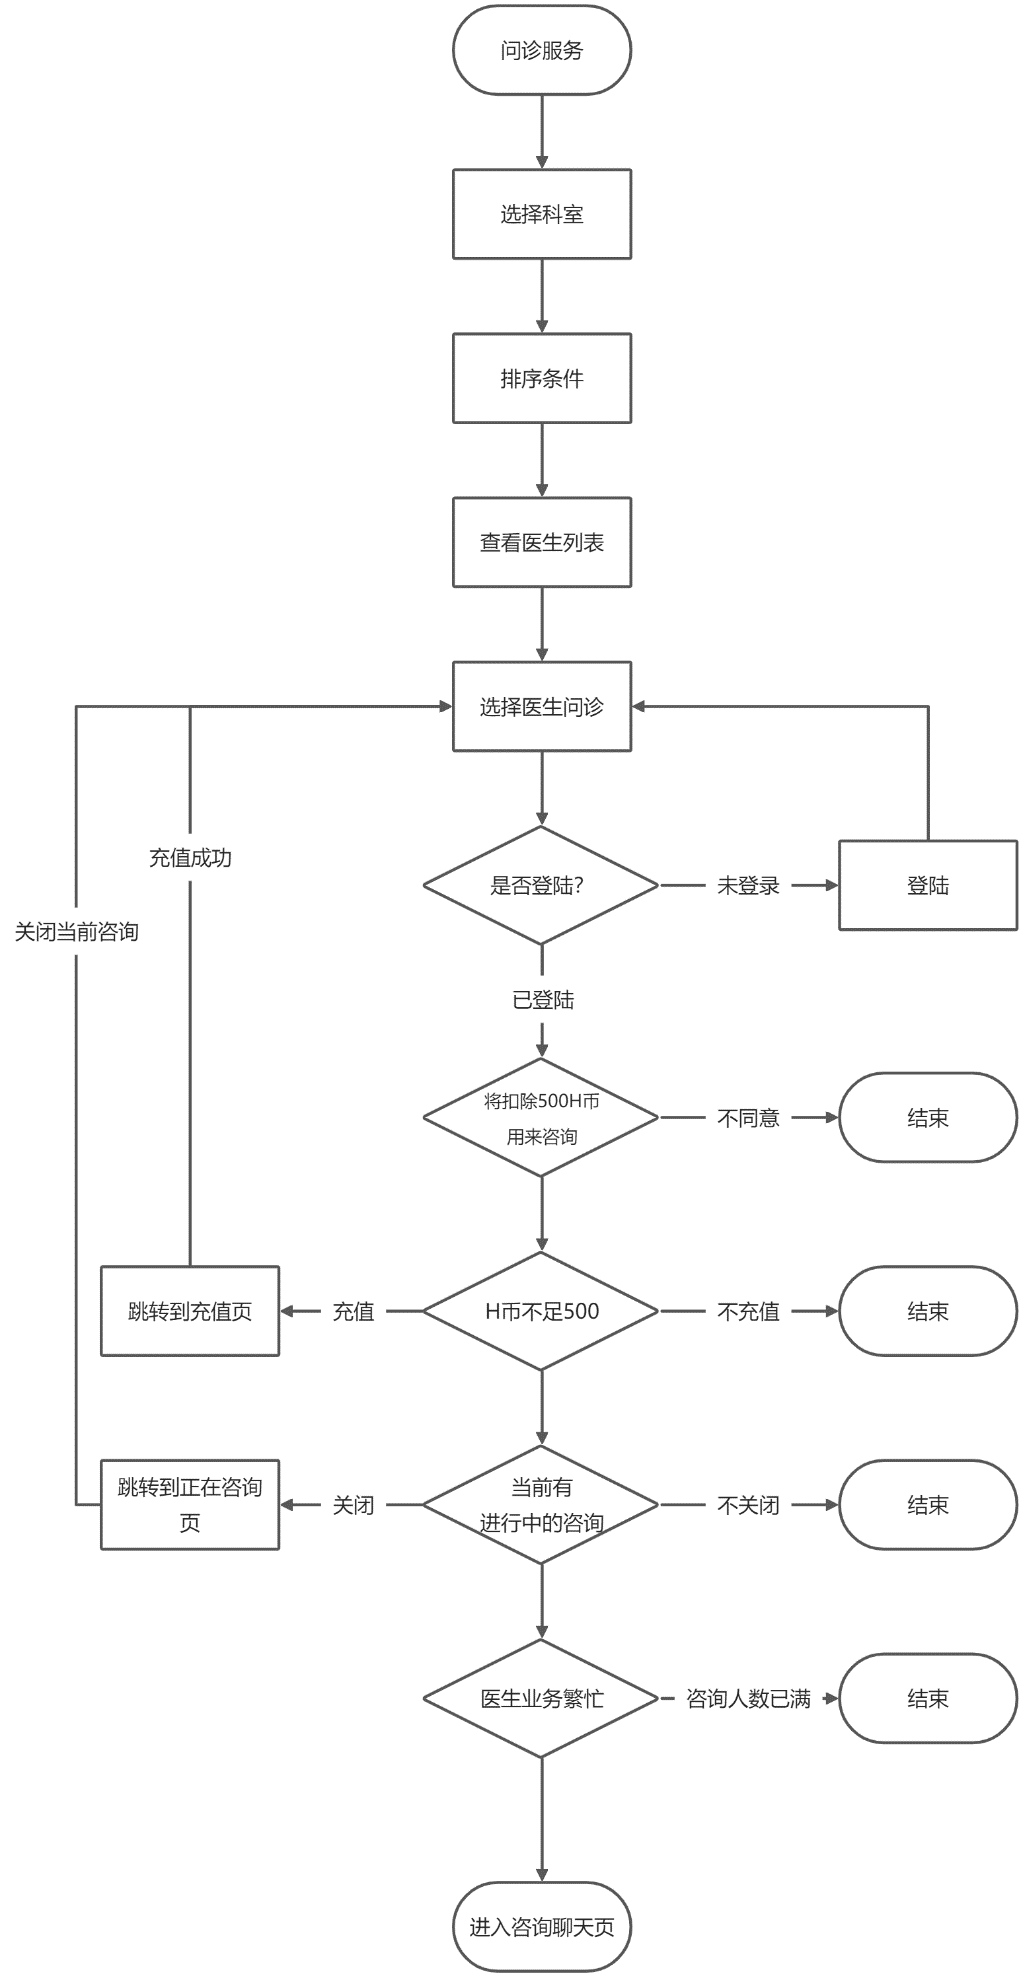 问诊服务
选择科室
排序条件
查看医生列表
选择医生问诊
充值成功
是否登陆?
未登录
登陆
关闭当前咨询
已登陆
将扣除500H币
用来咨询
不同意
结束
跳转到充值页
充值
H币不足500
不充值
结束
跳转到正在咨询
页
关闭
当前有
进行中的咨询
不关闭
结束
医生业务繁忙
咨询人数已满
结束
进入咨询聊天页